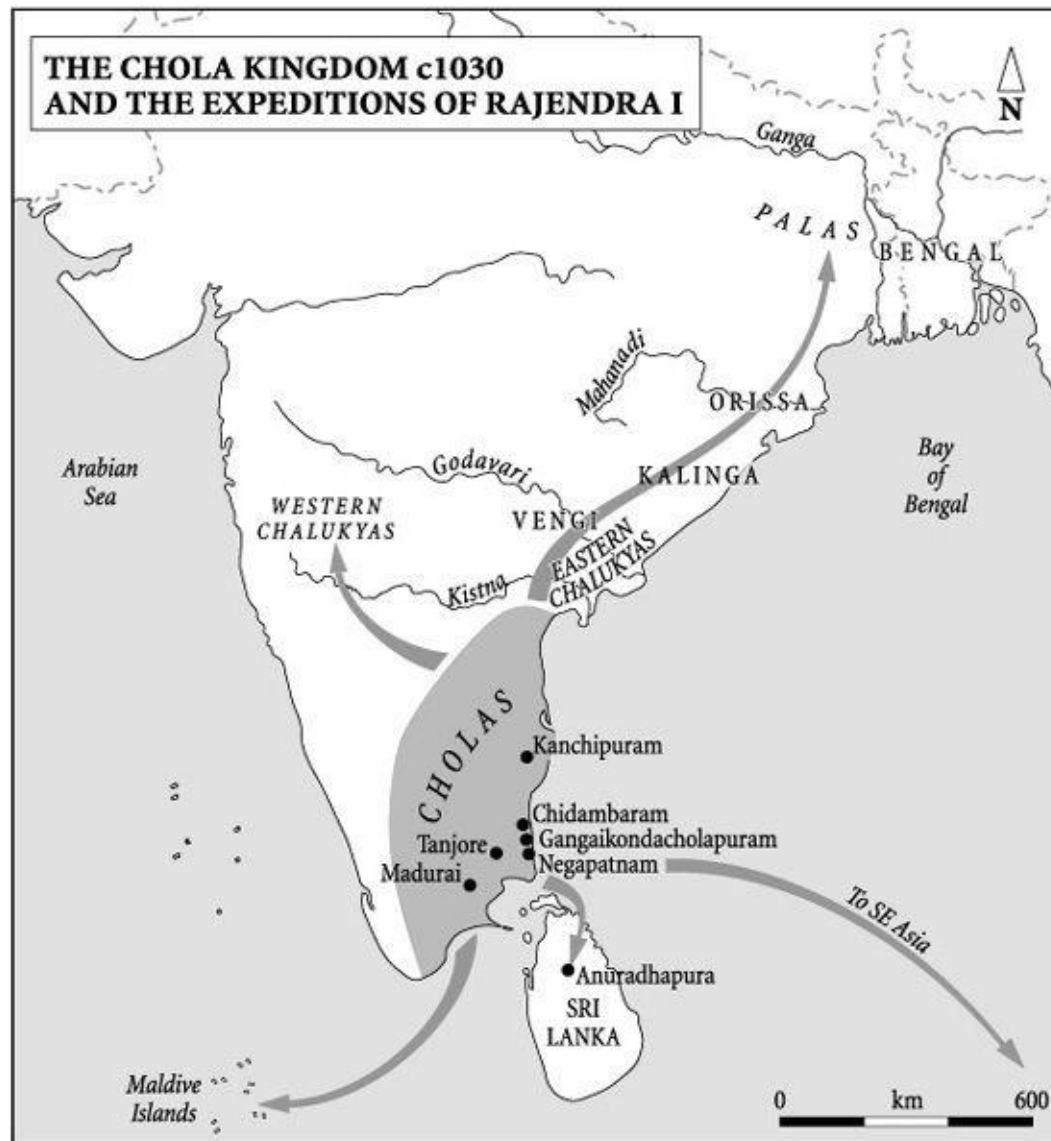 THE CHOLA KINGDOM c1030
AND THE EXPEDITIONS OF RAJENDRA I
N
Ganga
PALAS
BENGAL
Mahanadi
ORISSA
Arabian
Sea
Bay
of
Bengal
Godavari
KALINGA
WESTERN
CHALUKYAS
VENGI
EASTERN
CHALUKYAS
Kistna
CHOLAS
Kanchipuram
Chidambaram
Gangaikondacholapuram
Tanjore
Negapatnam
Madurai
To SE Asia
Anuradhapura
SRI
LANKA
Maldive
Islands
0 km 600